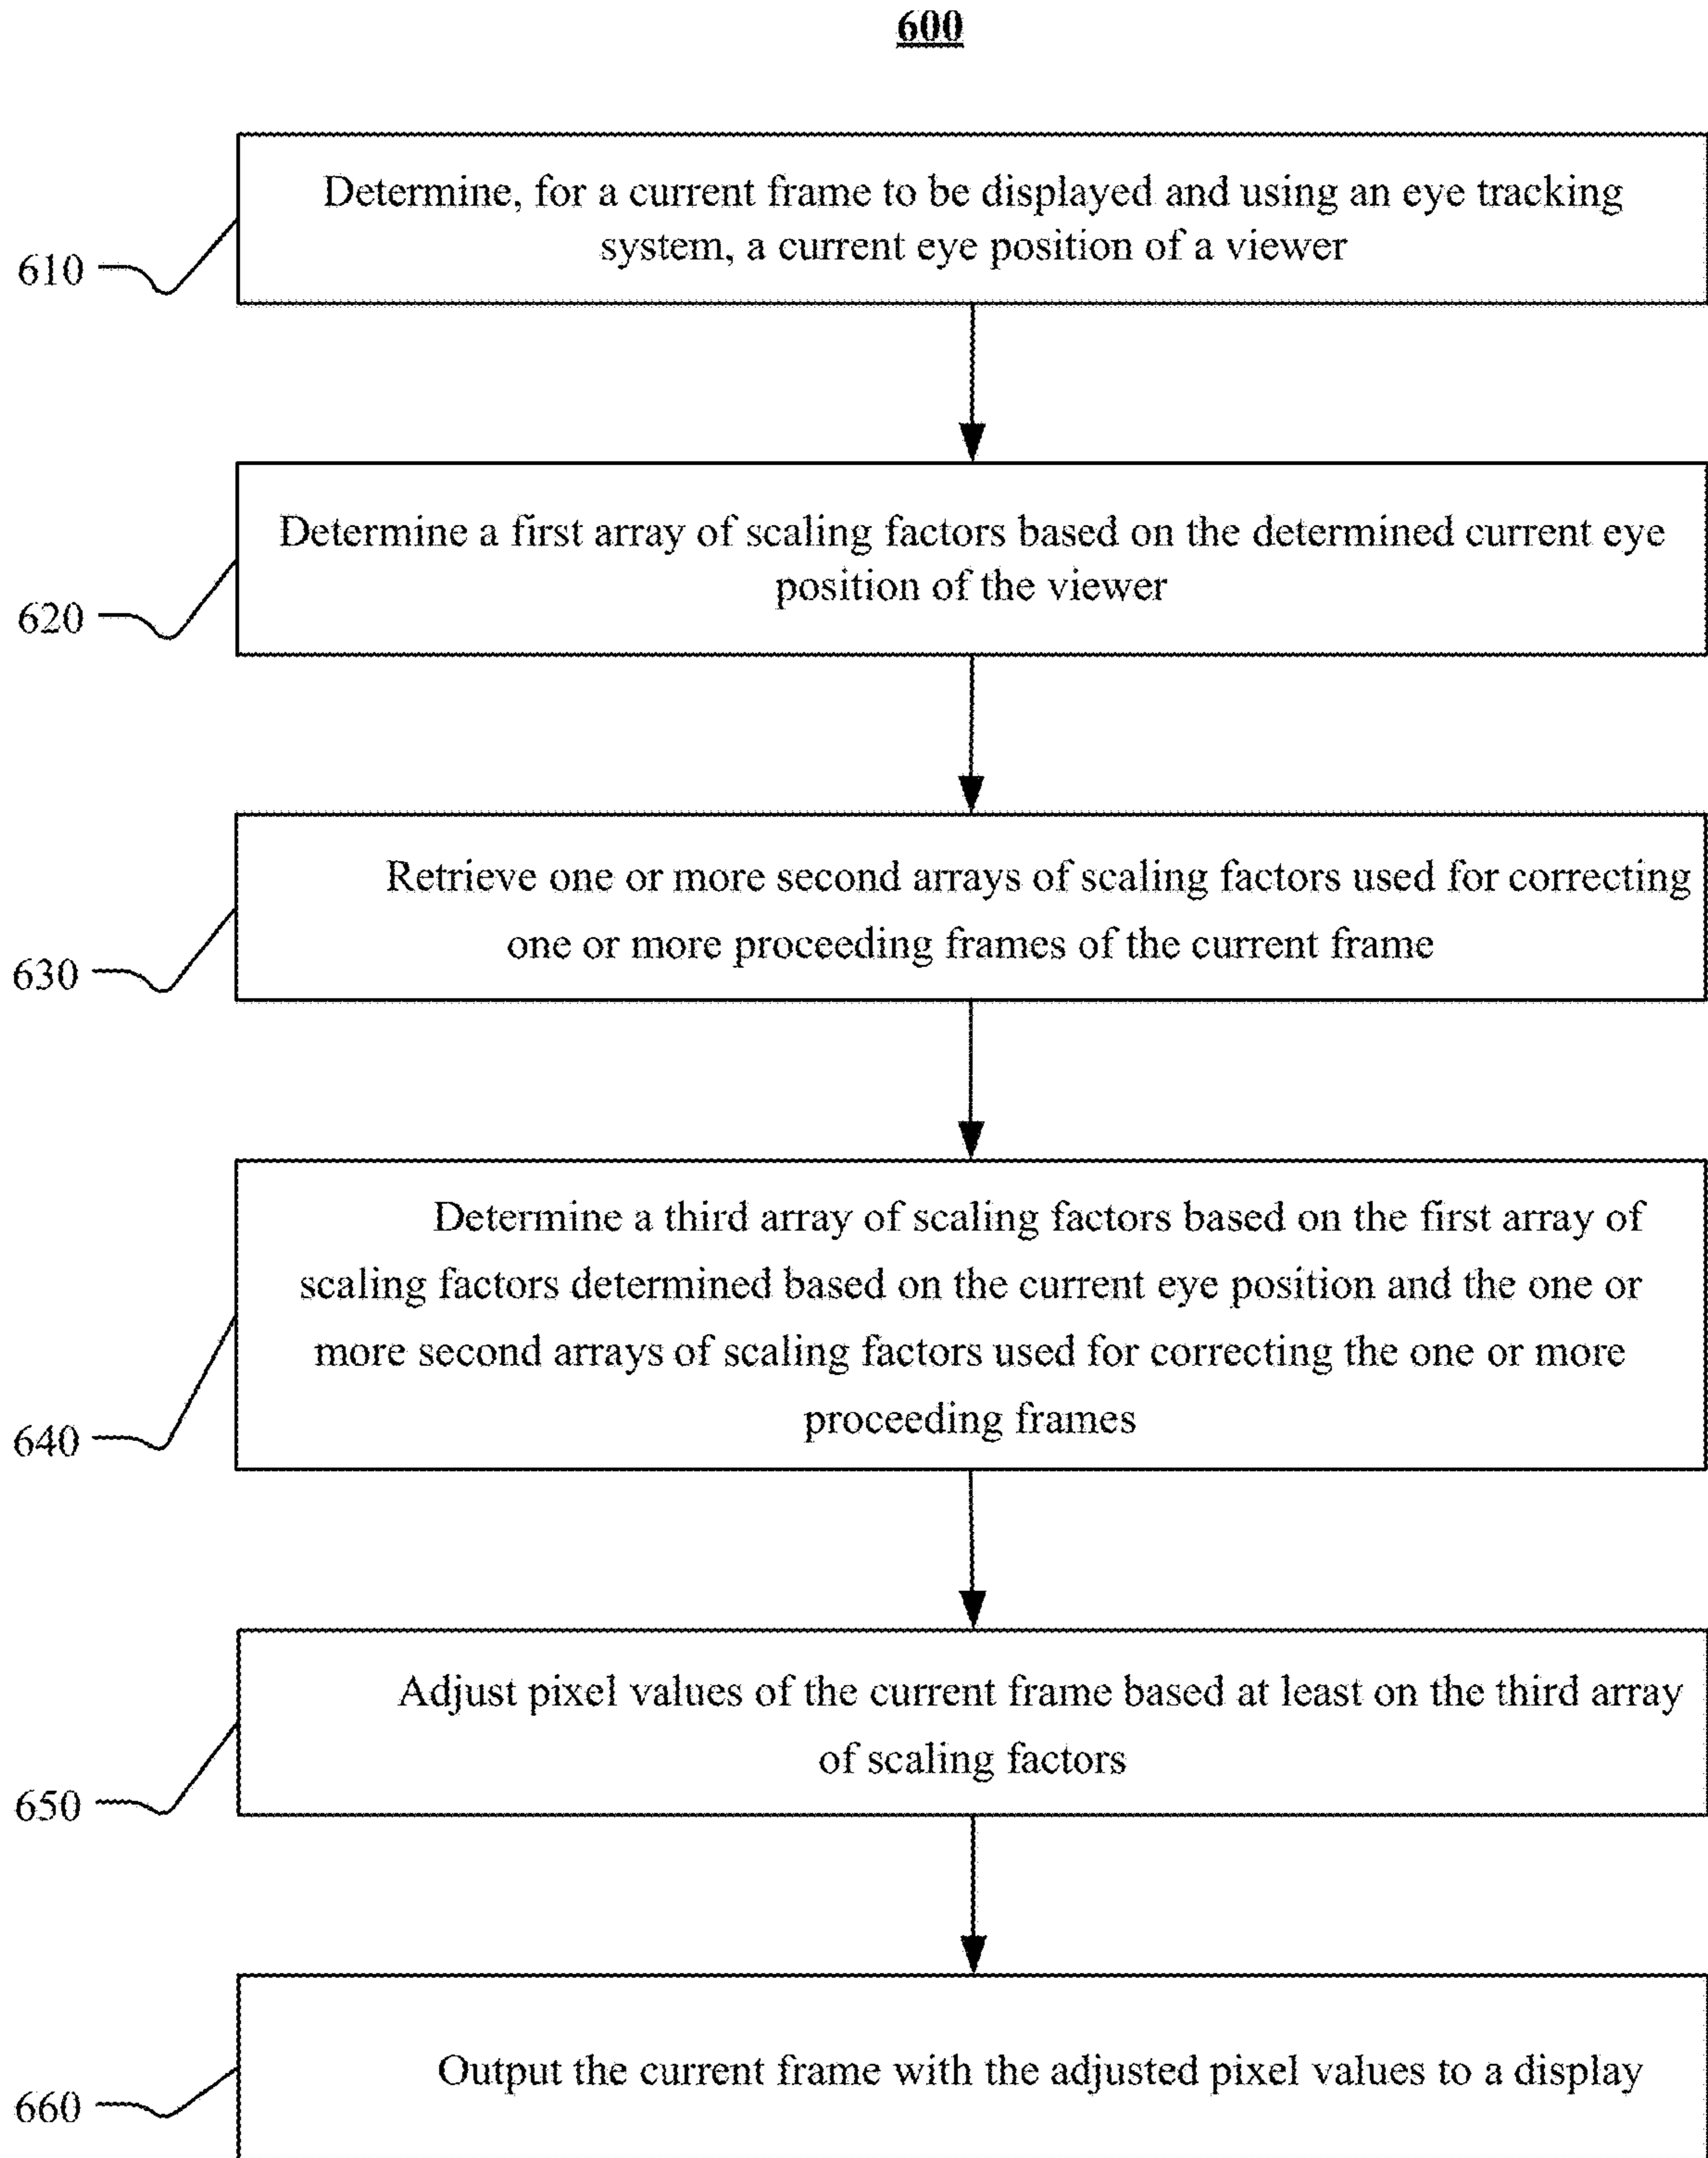 600
Determine, for a current frame to be displayed and using an eye tracking
system, a current eye position of a viewer
610
Determine a first array of scaling factors based on the determined current eye
position of the viewer
620
Retrieve one or more second arrays of scaling factors used for correcting
one or more proceeding frames of the current frame
630
Determine a third array of scaling factors based on the first array of
scaling factors determined based on the current eye position and the one or
more second arrays of scaling factors used for correcting the one or more
proceeding frames
640
Adjust pixel values of the current frame based at least on the third array
of scaling factors
650
Output the current frame with the adjusted pixel values to a display
660